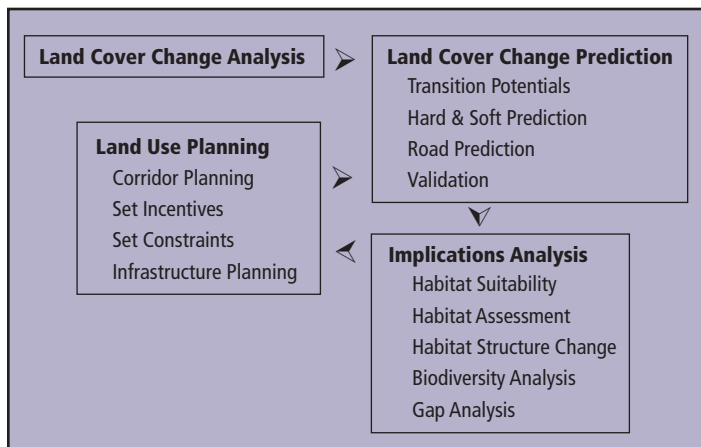 Land Cover Change Analysis
Land Cover Change Prediction
Transition Potentials
Hard & Soft Prediction
Road Prediction
Validation
Land Use Planning
Corridor Planning
Set Incentives
Set Constraints
Infrastructure Planning
Implications Analysis
Habitat Suitability
Habitat Assessment
Habitat Structure Change
Biodiversity Analysis
Gap Analysis